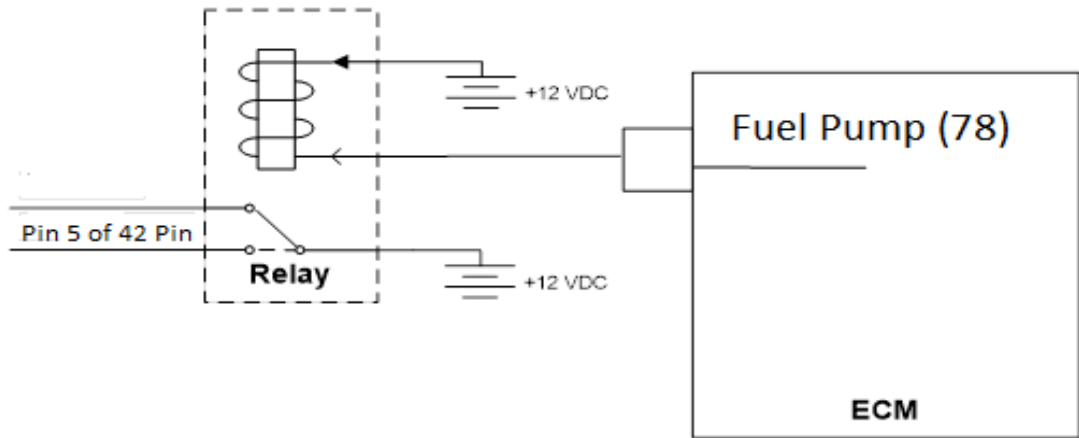 +12 VDC
Fuel Pump (78)
Pin 5 of 42 Pin
Relay
+12 VDC
ECM